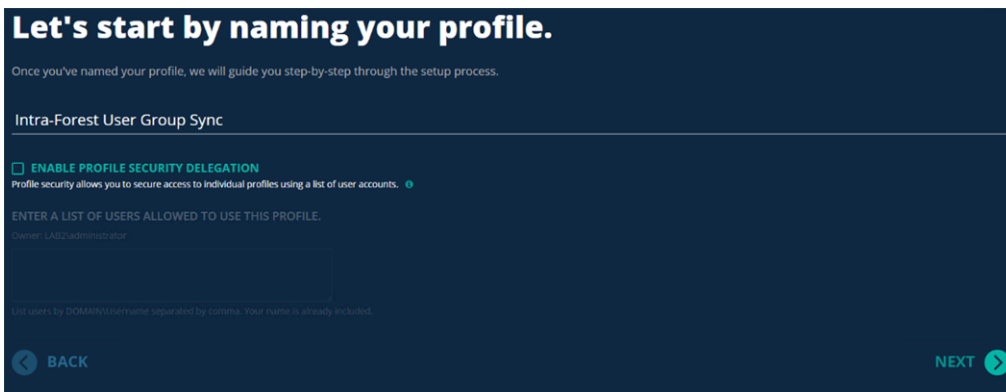 Let's start by naming your profile.
Once you've named your profile, we will guide you step-by-step through the setup process.
Intra-Forest User Group Sync
ENABLE PROFILE SECURITY DELEGATION
Profile security allows you to secure access to individual profiles using a list of user accounts.
ENTER A LIST OF USERS ALLOWED TO USE THIS PROFILE.
Owner: LAB2\administrator
List users by DOMAIN\Username separated by comma. Your name is already included.
BACK
NEXT